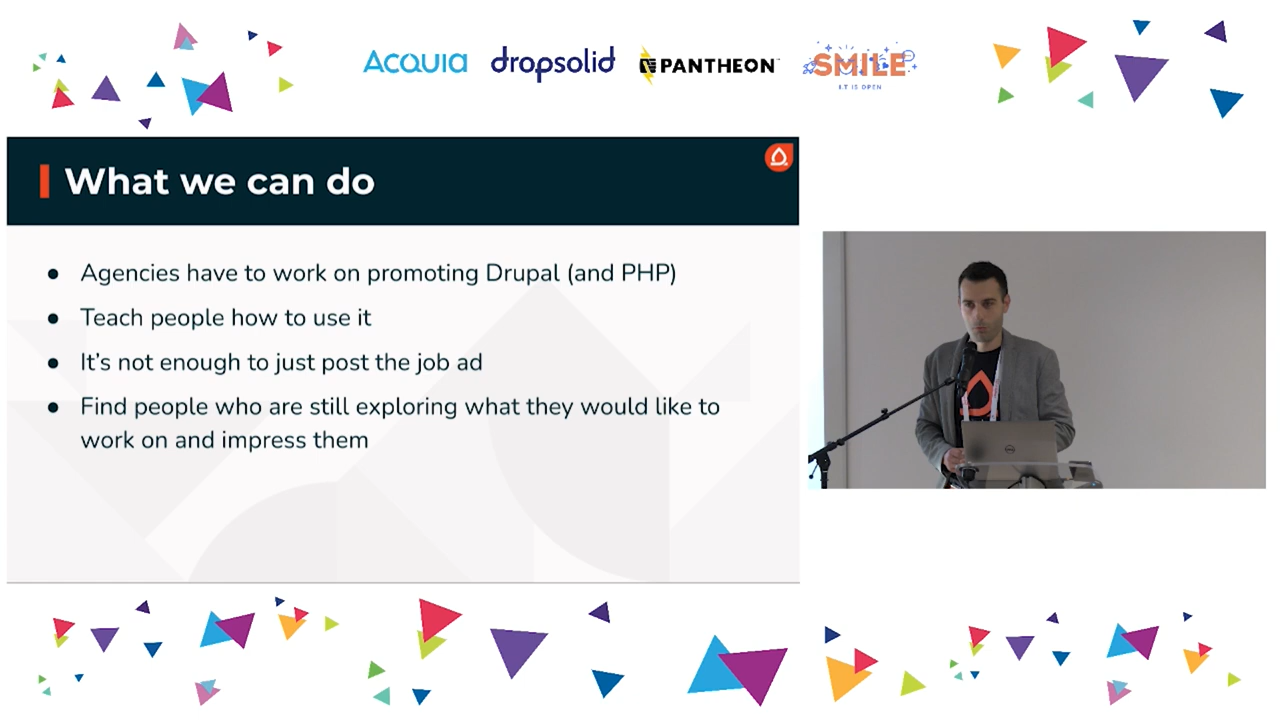 ACQUIA dropsolid PANTHEON SMILE
I.T IS OPEN
What we can do
Agencies have to work on promoting Drupal (and PHP)
Teach people how to use it
It's not enough to just post the job ad
Find people who are still exploring what they would like to
work on and impress them
DELL